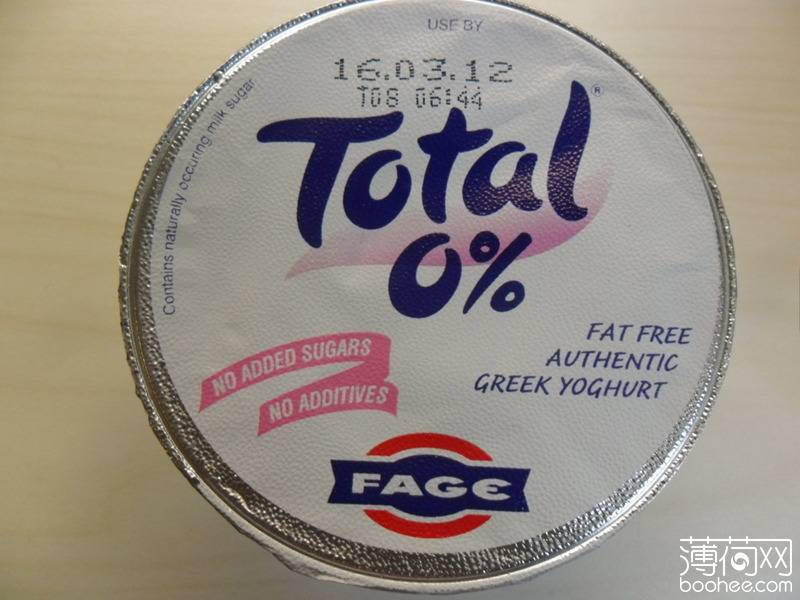 USE BY
16.03.12
T08 06:44
Contains naturally occuring milk sugar
Total®
0%
FAT FREE
AUTHENTIC
GREEK YOGHURT
NO ADDED SUGARS
NO ADDITIVES
FAGE
薄荷网
boohee.com